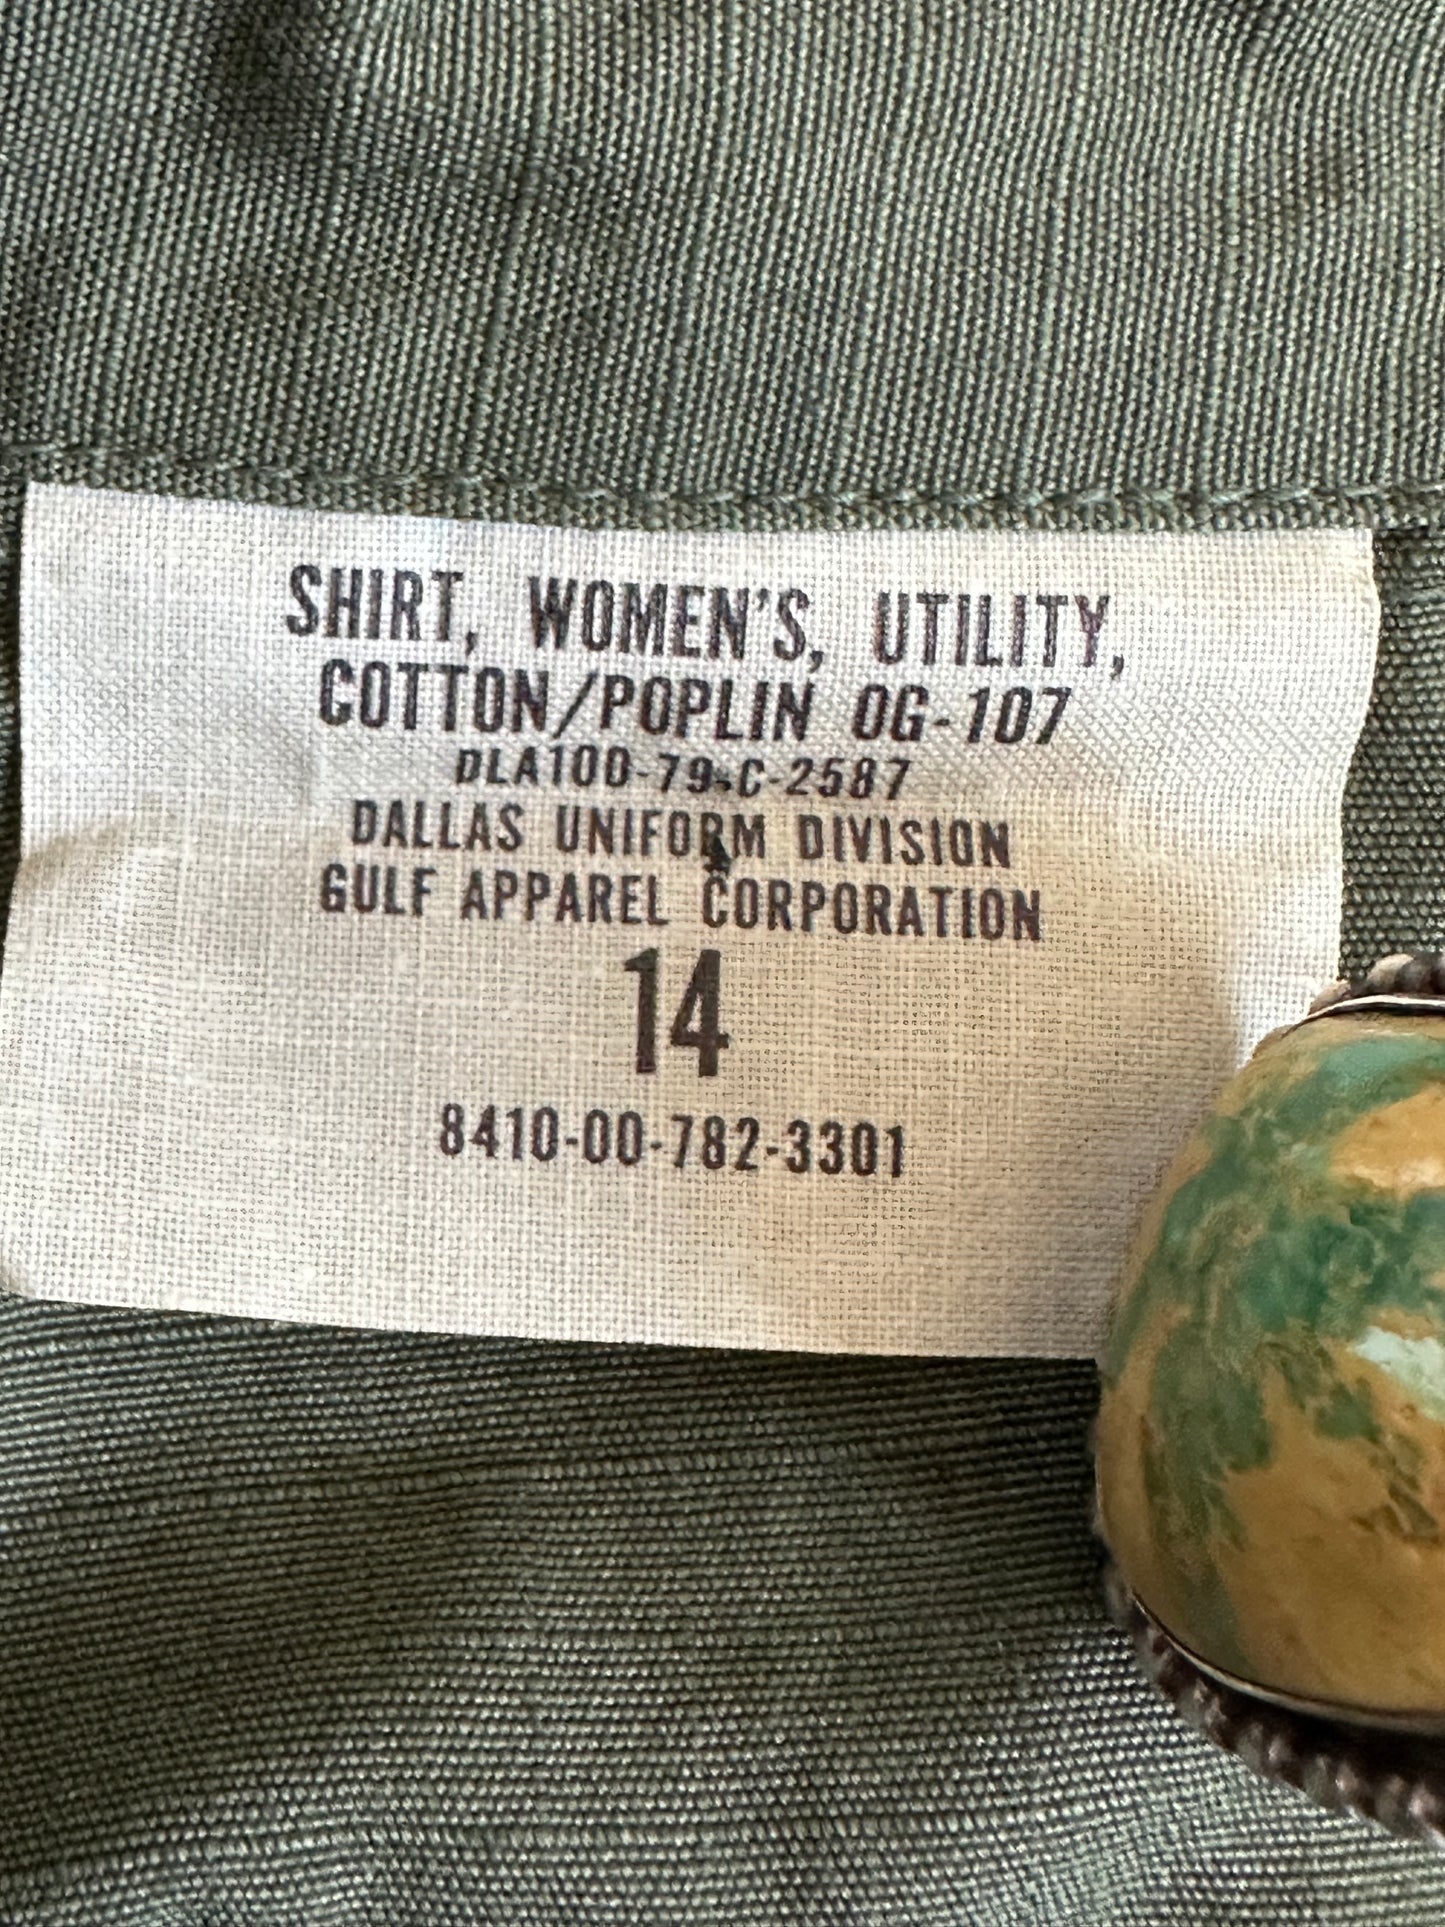 SHIRT, WOMEN'S, UTILITY,
COTTON/POPLIN OG-107
DLA100-79-C-2587
DALLAS UNIFORM DIVISION
GULF APPAREL CORPORATION
14
8410-00-782-3301